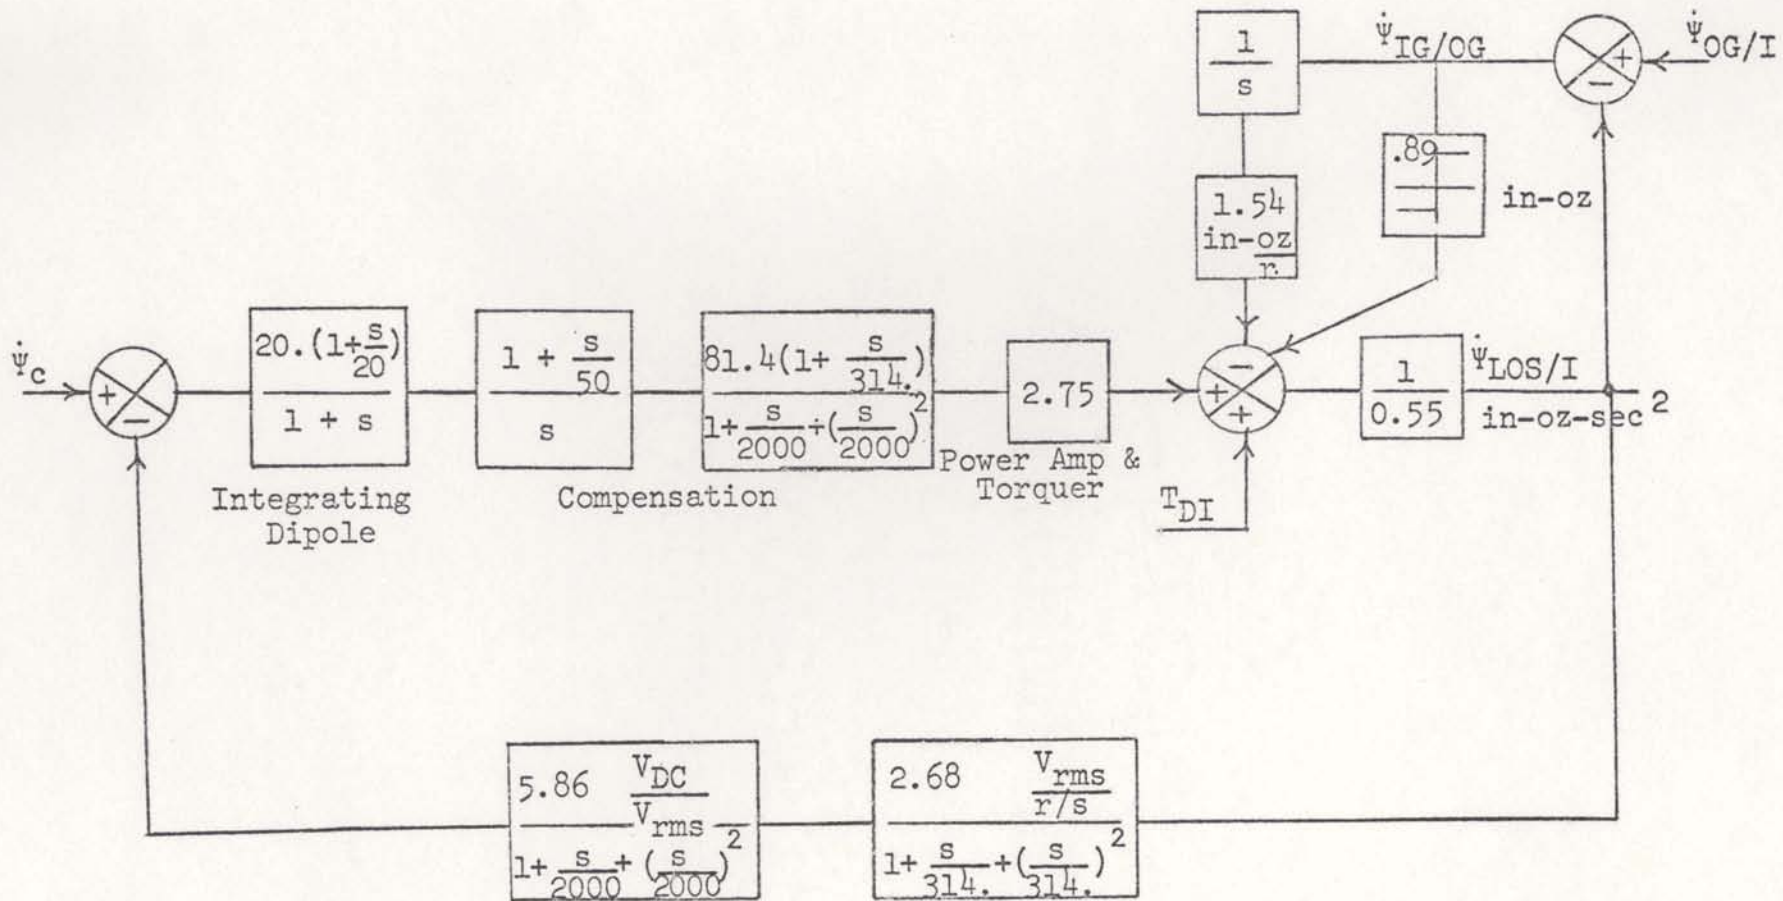 1
s
ψ̇IG/OG
+
−
ψ̇OG/I
.89
in-oz
1.54
in-oz
r
ψ̇c
+
−
20.(1+s/20)
1 + s
Integrating
Dipole
1 + s/50
s
Compensation
81.4(1+ s/314.)
1+s/2000÷(s/2000)²
2.75
Power Amp &
Torquer
−
+
+
TDI
1
0.55
ψ̇LOS/I
in-oz-sec²
5.86 VDC/Vrms
1+s/2000+(s/2000)²
2.68 Vrms/r/s
1+s/314.+(s/314.)²